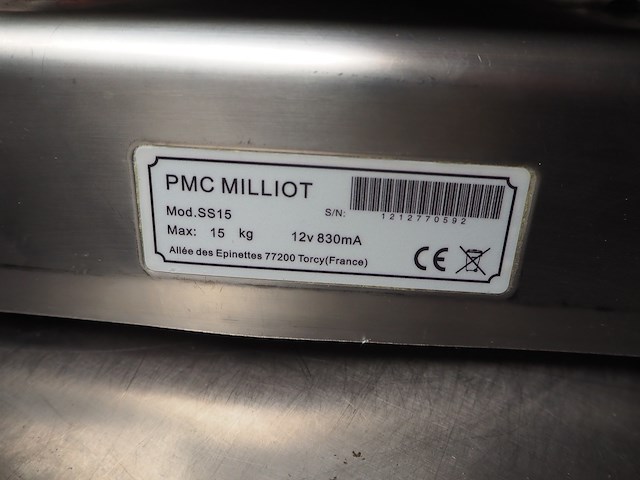 PMC MILLIOT
Mod.SS15
S/N:
1212770592
Max: 15 kg 12v 830mA
Allée des Epinettes 77200 Torcy(France)
CE